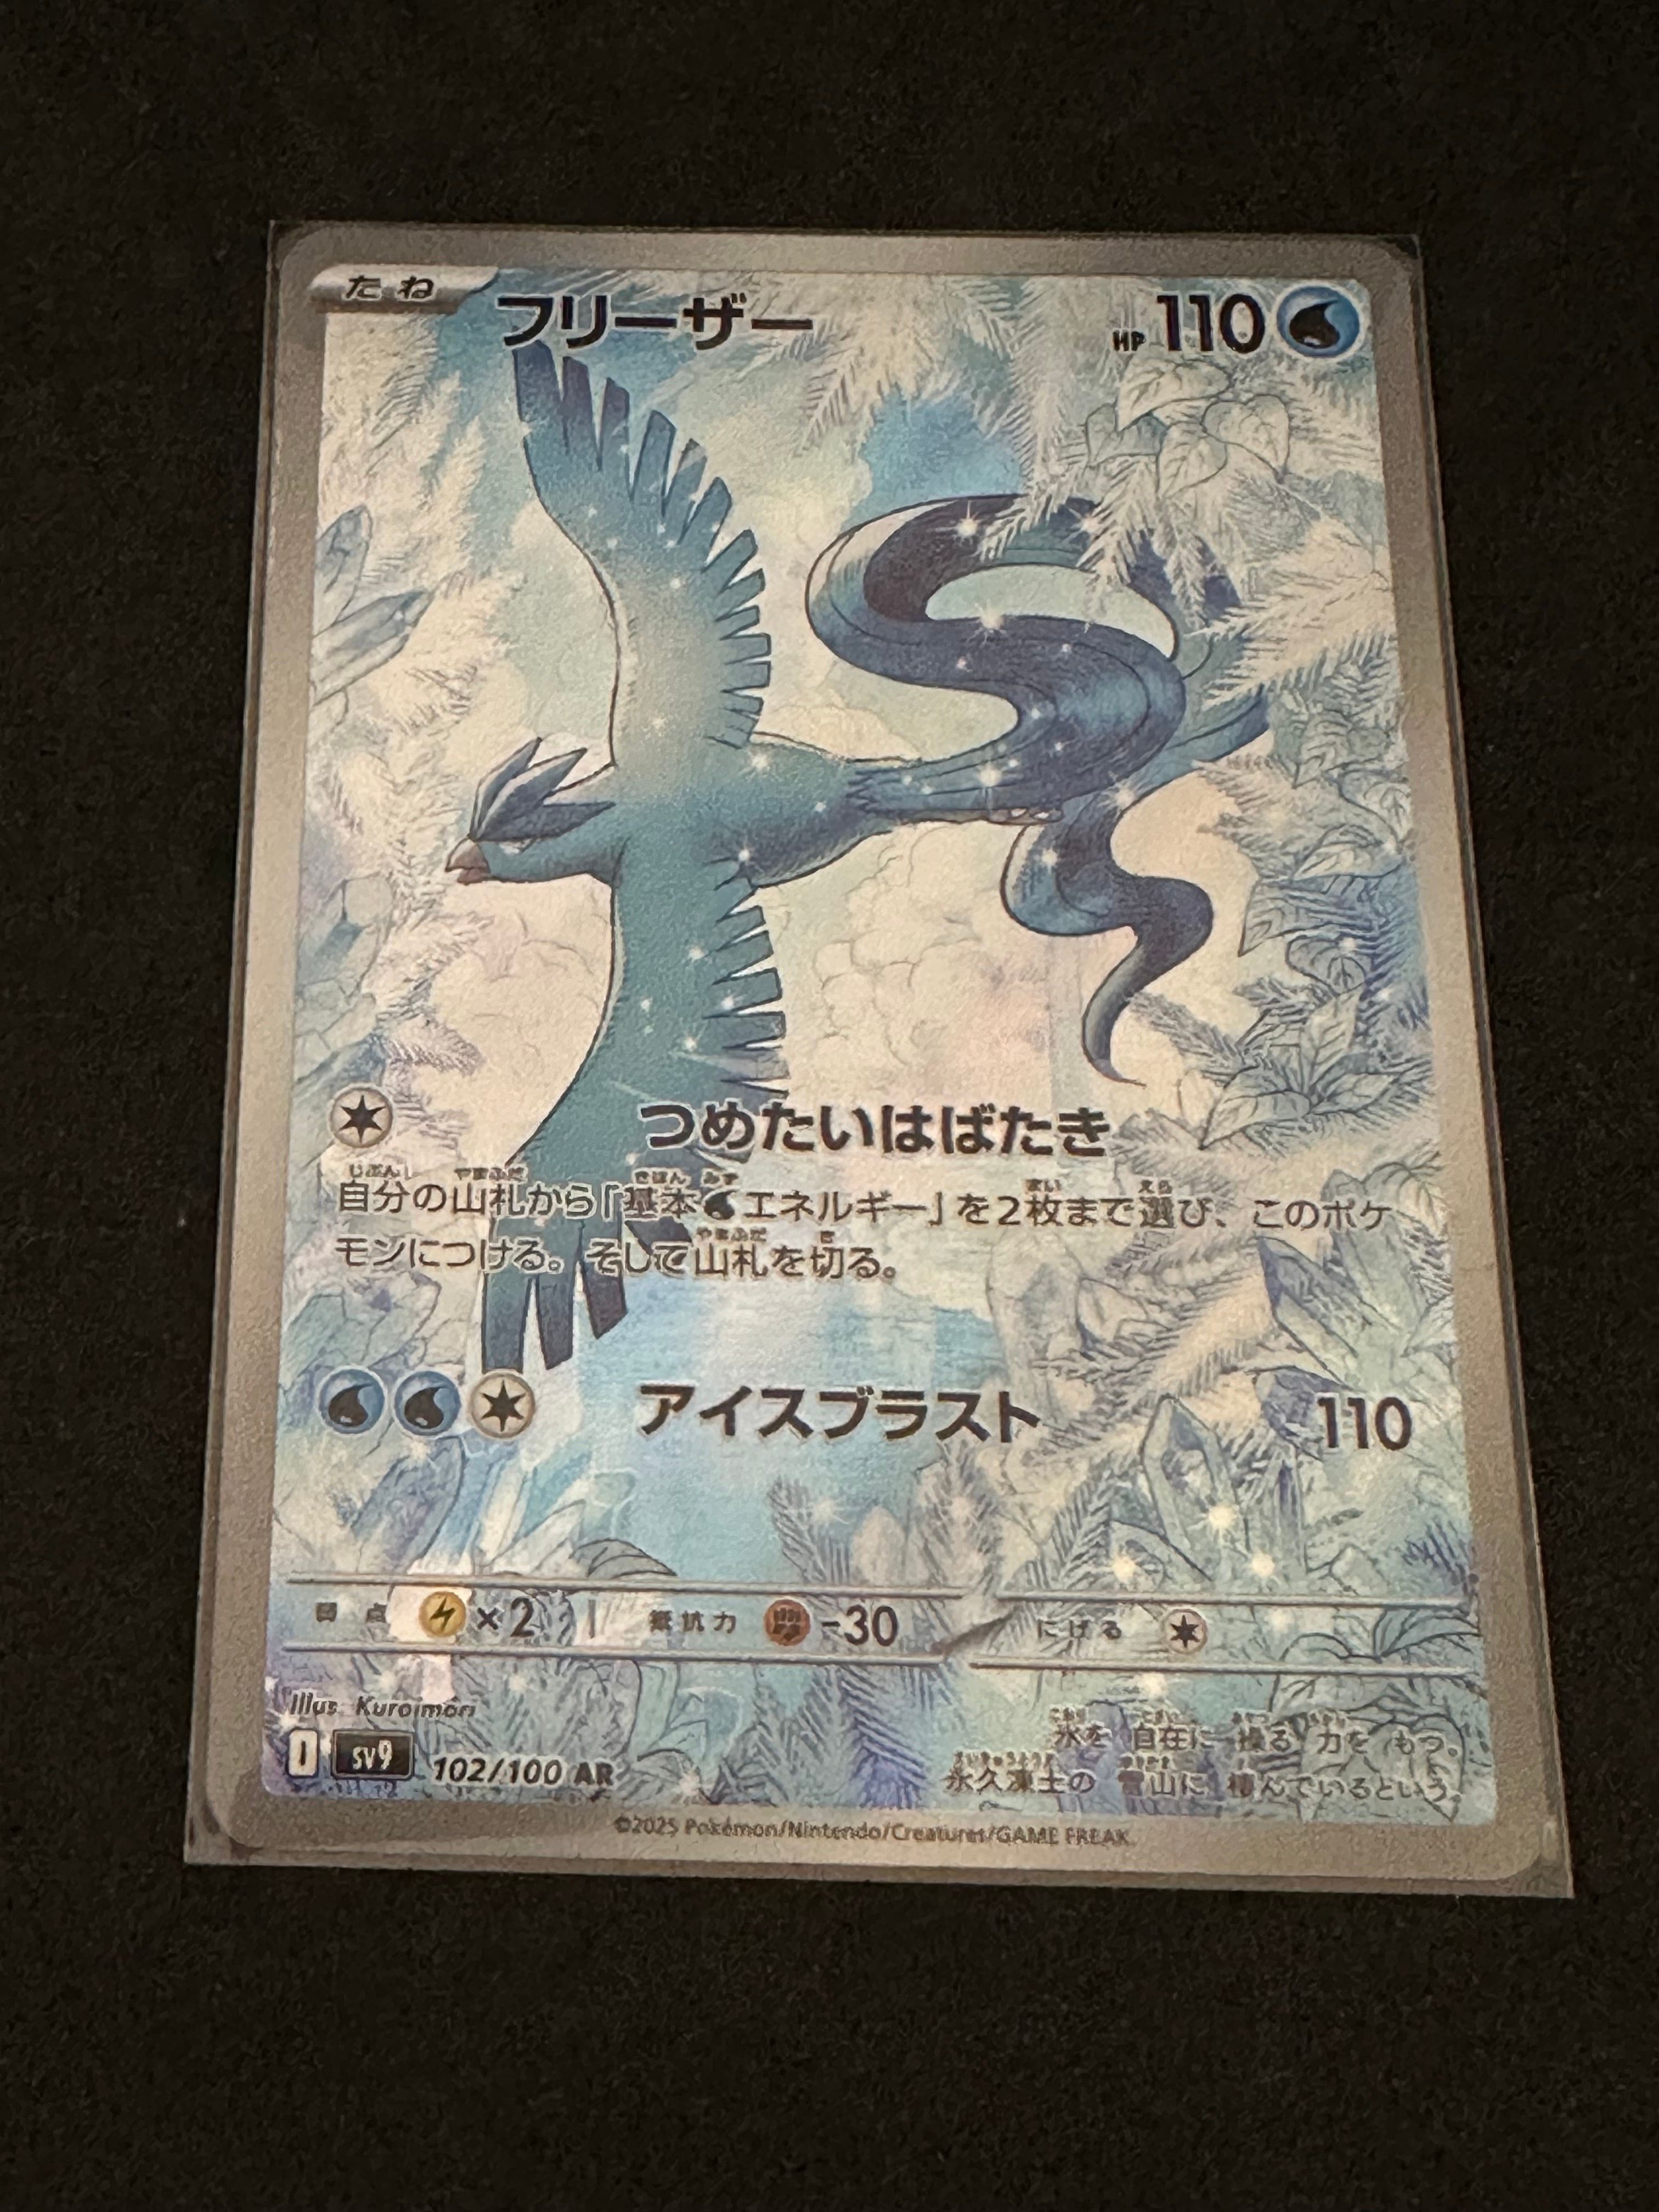 たね フリーザー HP 110
つめたいはばたき
自分の山札から「基本エネルギー」を2枚まで選び、このポケ
モンにつける。そして山札を切る。
アイスブラスト 110
弱点 ×2 抵抗力 -30 にげる
Illus. Kuroimori
氷を 自在に 操る 力を もつ。
I sv9 102/100 AR
永久凍土の 雪山に 棲んでいるという。
©2025 Pokémon/Nintendo/Creatures/GAME FREAK.